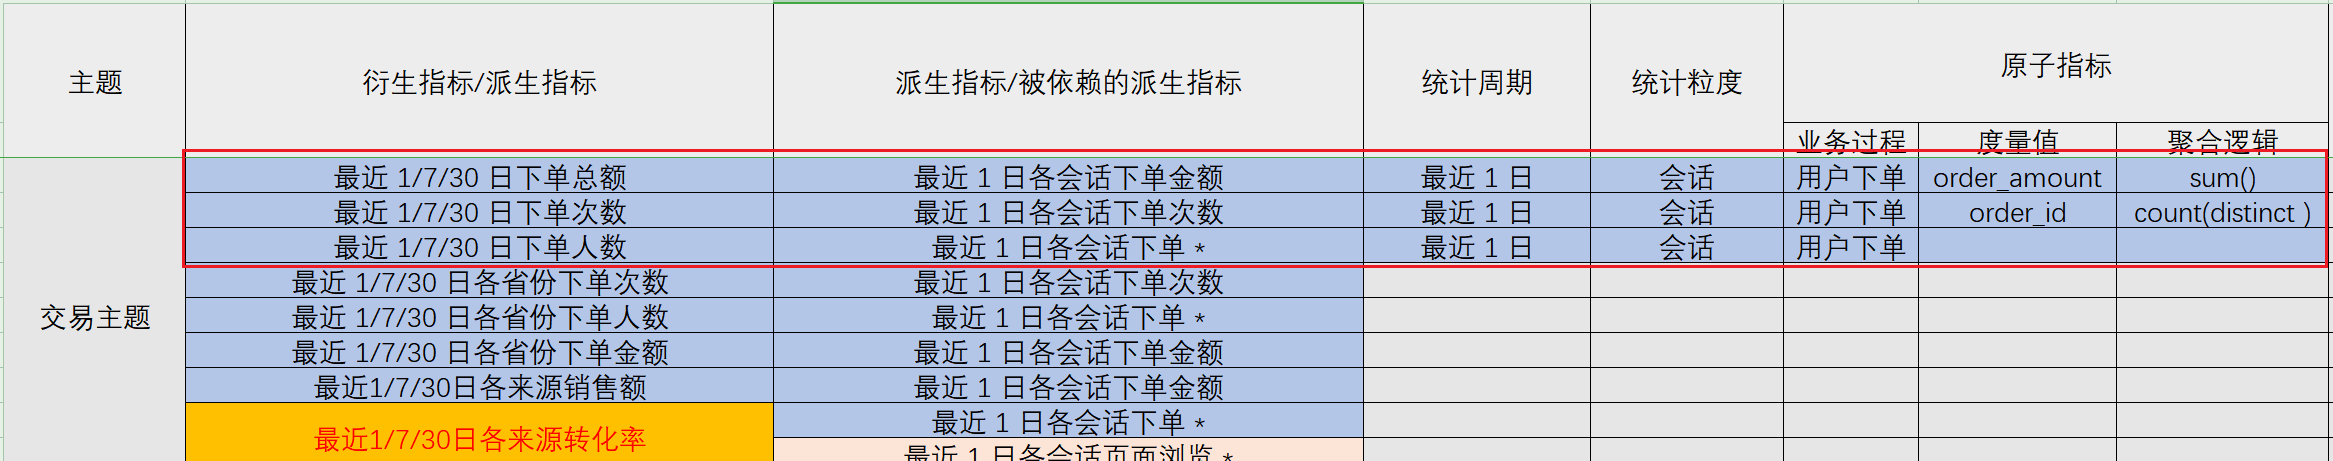 主题 衍生指标/派生指标 派生指标/被依赖的派生指标 统计周期 统计粒度 原子指标
业务过程 度量值 聚合逻辑
交易主题
最近 1/7/30 日下单总额 最近 1 日各会话下单金额 最近 1 日 会话 用户下单 order_amount sum()
最近 1/7/30 日下单次数 最近 1 日各会话下单次数 最近 1 日 会话 用户下单 order_id count(distinct )
最近 1/7/30 日下单人数 最近 1 日各会话下单 * 最近 1 日 会话 用户下单
最近 1/7/30 日各省份下单次数 最近 1 日各会话下单次数
最近 1/7/30 日各省份下单人数 最近 1 日各会话下单 *
最近 1/7/30 日各省份下单金额 最近 1 日各会话下单金额
最近1/7/30日各来源销售额 最近 1 日各会话下单金额
最近1/7/30日各来源转化率 最近 1 日各会话下单 *
最近 1 日各会话页面浏览 *